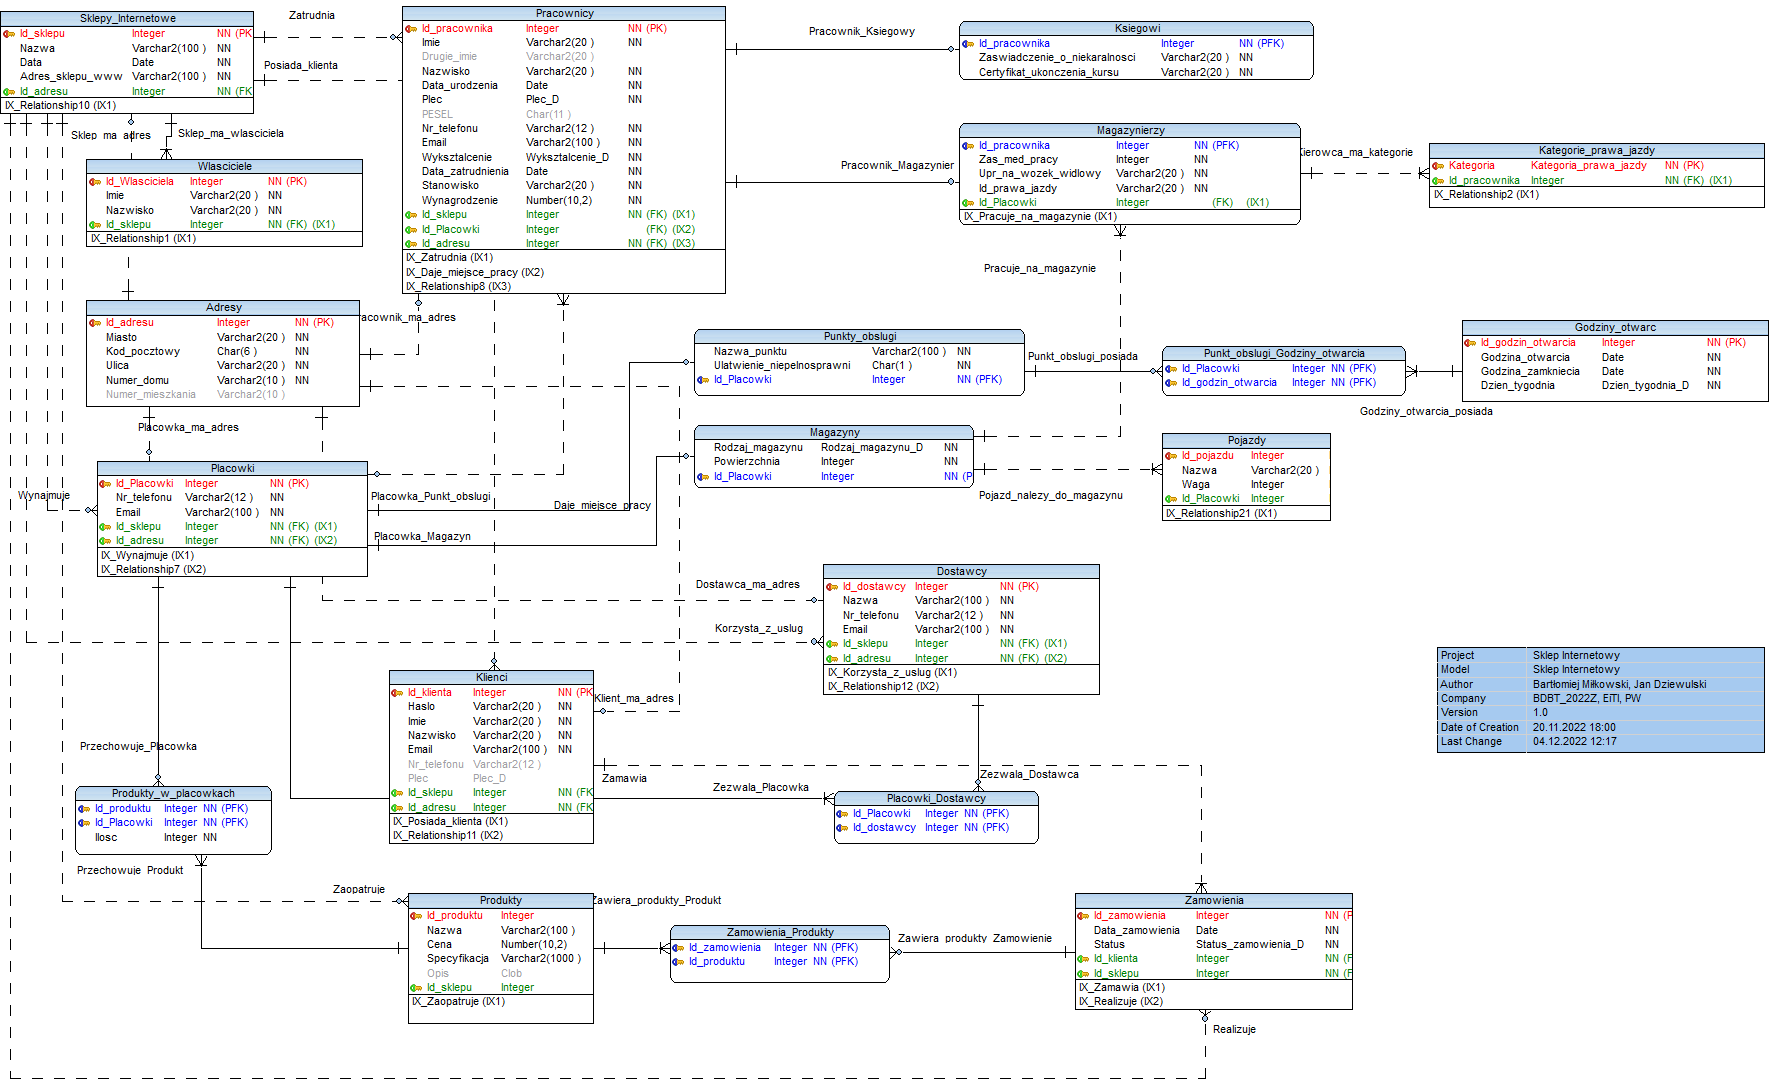 Sklepy_Internetowe
Id_sklepu Integer NN (PK
Nazwa Varchar2(100 ) NN
Data Date NN
Adres_sklepu_www Varchar2(100 ) NN
Id_adresu Integer NN (FK
IX_Relationship10 (IX1)
Zatrudnia
Posiada_klienta
Sklep_ma_adres
Sklep_ma_wlasciciela
Pracownicy
Id_pracownika Integer NN (PK)
Imie Varchar2(20 ) NN
Drugie_imie Varchar2(20 )
Nazwisko Varchar2(20 ) NN
Data_urodzenia Date NN
Plec Plec_D NN
PESEL Char(11 )
Nr_telefonu Varchar2(12 ) NN
Email Varchar2(100 ) NN
Wyksztalcenie Wyksztalcenie_D NN
Data_zatrudnienia Date NN
Stanowisko Varchar2(20 ) NN
Wynagrodzenie Number(10,2) NN
Id_sklepu Integer NN (FK) (IX1)
Id_Placowki Integer (FK) (IX2)
Id_adresu Integer NN (FK) (IX3)
IX_Zatrudnia (IX1)
IX_Daje_miejsce_pracy (IX2)
IX_Relationship8 (IX3)
Pracownik_Ksiegowy
Ksiegowi
Id_pracownika Integer NN (PFK)
Zaswiadczenie_o_niekaralnosci Varchar2(20 ) NN
Certyfikat_ukonczenia_kursu Varchar2(20 ) NN
Pracownik_Magazynier
Magazynierzy
Id_pracownika Integer NN (PFK)
Zas_med_pracy Integer NN
Upr_na_wozek_widlowy Varchar2(20 ) NN
Id_prawa_jazdy Varchar2(20 ) NN
Id_Placowki Integer (FK) (IX1)
IX_Pracuje_na_magazynie (IX1)
Kierowca_ma_kategorie
Kategorie_prawa_jazdy
Kategoria Kategoria_prawa_jazdy NN (PK)
Id_pracownika Integer NN (FK) (IX1)
IX_Relationship2 (IX1)
Wlasciciele
Id_Wlasciciela Integer NN (PK)
Imie Varchar2(20 ) NN
Nazwisko Varchar2(20 ) NN
Id_sklepu Integer NN (FK) (IX1)
IX_Relationship1 (IX1)
Pracuje_na_magazynie
Adresy
Id_adresu Integer NN (PK)
Miasto Varchar2(20 ) NN
Kod_pocztowy Char(6 ) NN
Ulica Varchar2(20 ) NN
Numer_domu Varchar2(10 ) NN
Numer_mieszkania Varchar2(10 )
acownik_ma_adres
Placowka_ma_adres
Punkty_obslugi
Nazwa_punktu Varchar2(100 ) NN
Ulatwienie_niepelnosprawni Char(1 ) NN
Id_Placowki Integer NN (PFK)
Punkt_obslugi_posiada
Punkt_obslugi_Godziny_otwarcia
Id_Placowki Integer NN (PFK)
Id_godzin_otwarcia Integer NN (PFK)
Godziny_otwarc
Id_godzin_otwarcia Integer NN (PK)
Godzina_otwarcia Date NN
Godzina_zamkniecia Date NN
Dzien_tygodnia Dzien_tygodnia_D NN
Godziny_otwarcia_posiada
Magazyny
Rodzaj_magazynu Rodzaj_magazynu_D NN
Powierzchnia Integer NN
Id_Placowki Integer NN (P
Pojazd_nalezy_do_magazynu
Pojazdy
Id_pojazdu Integer
Nazwa Varchar2(20 )
Waga Integer
Id_Placowki Integer
IX_Relationship21 (IX1)
Wynajmuje
Placowki
Id_Placowki Integer NN (PK)
Nr_telefonu Varchar2(12 ) NN
Email Varchar2(100 ) NN
Id_sklepu Integer NN (FK) (IX1)
Id_adresu Integer NN (FK) (IX2)
IX_Wynajmuje (IX1)
IX_Relationship7 (IX2)
Placowka_Punkt_obslugi
Daje_miejsce_pracy
Placowka_Magazyn
Dostawca_ma_adres
Korzysta_z_uslug
Dostawcy
Id_dostawcy Integer NN (PK)
Nazwa Varchar2(100 ) NN
Nr_telefonu Varchar2(12 ) NN
Email Varchar2(100 ) NN
Id_sklepu Integer NN (FK) (IX1)
Id_adresu Integer NN (FK) (IX2)
IX_Korzysta_z_uslug (IX1)
IX_Relationship12 (IX2)
Project Sklep Internetowy
Model Sklep Internetowy
Author Bartłomiej Miłkowski, Jan Dziewulski
Company BDBT_2022Z, EiTI, PW
Version 1.0
Date of Creation 20.11.2022 18:00
Last Change 04.12.2022 12:17
Klienci
Id_klienta Integer NN (PK
Haslo Varchar2(20 ) NN
Imie Varchar2(20 ) NN
Nazwisko Varchar2(20 ) NN
Email Varchar2(100 ) NN
Nr_telefonu Varchar2(12 )
Plec Plec_D
Id_sklepu Integer NN (FK
Id_adresu Integer NN (FK
IX_Posiada_klienta (IX1)
IX_Relationship11 (IX2)
Klient_ma_adres
Zamawia
Zezwala_Placowka
Zezwala_Dostawca
Placowki_Dostawcy
Id_Placowki Integer NN (PFK)
Id_dostawcy Integer NN (PFK)
Przechowuje_Placowka
Produkty_w_placowkach
Id_produktu Integer NN (PFK)
Id_Placowki Integer NN (PFK)
Ilosc Integer NN
Przechowuje_Produkt
Zaopatruje
Produkty
Id_produktu Integer
Nazwa Varchar2(100 )
Cena Number(10,2)
Specyfikacja Varchar2(1000 )
Opis Clob
Id_sklepu Integer
IX_Zaopatruje (IX1)
Zawiera_produkty_Produkt
Zamowienia_Produkty
Id_zamowienia Integer NN (PFK)
Id_produktu Integer NN (PFK)
Zawiera_produkty_Zamowienie
Zamowienia
Id_zamowienia Integer NN (F
Data_zamowienia Date NN
Status Status_zamowienia_D NN
Id_klienta Integer NN (F
Id_sklepu Integer NN (F
IX_Zamawia (IX1)
IX_Realizuje (IX2)
Realizuje